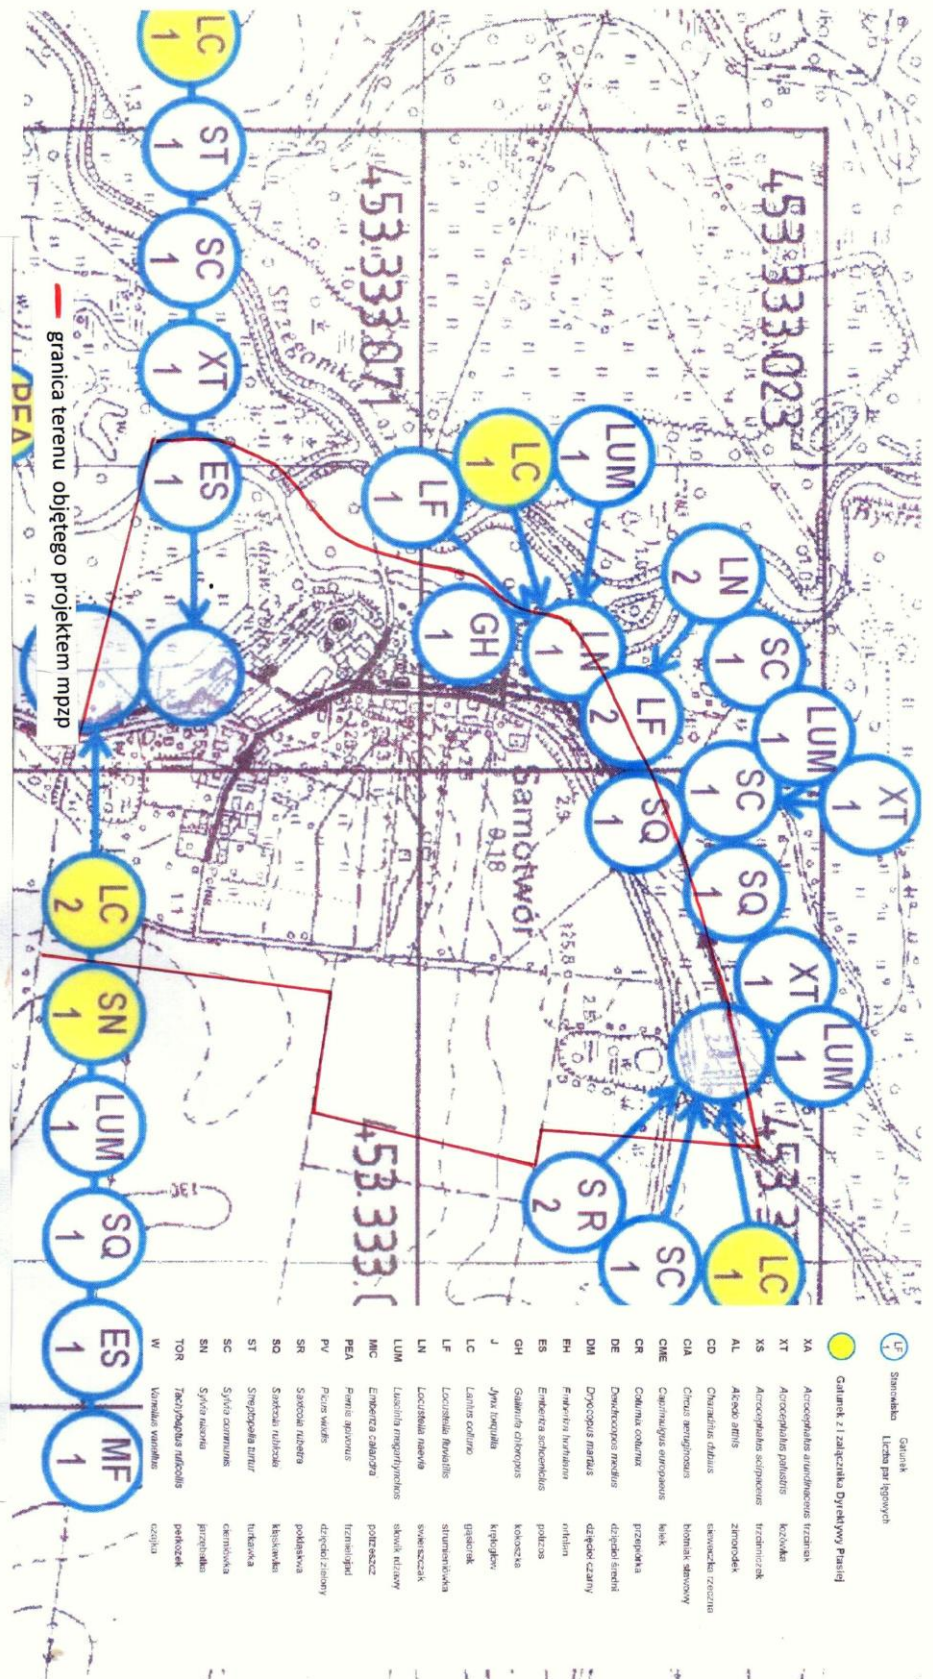 Gatunek
Liczba par lęgowych
LF
1
Stanowiska
Gatunek z I załącznika Dyrektywy Ptasiej
XA Acrocephalus arundinaceus trzciniak
XT Acrocephalus palustris łozówka
XS Acrocephalus scirpaceus trzcinniczek
AL Alcedo atthis zimorodek
CD Charadrius dubius sieweczka rzeczna
CIA Circus aeruginosus błotniak stawowy
CME Caprimulgus europaeus lelek
CR Coturnix coturnix przepiórka
DE Dendrocopos medius dzięcioł średni
DM Dryocopus martius dzięcioł czarny
EH Emberiza hortulana ortolan
ES Emberiza schoeniclus potrzos
GH Gallinula chloropus kokoszka
J Jynx torquilla krętogłów
LC Lanius collurio gąsiorek
LF Locustella fluviatilis strumieniówka
LN Locustella naevia świerszczak
LUM Luscinia megarhynchos słowik rdzawy
MIC Emberiza calandra potrzeszcz
PEA Pernis apivorus trzmielojad
PV Picus viridis dzięcioł zielony
SR Saxicola rubetra pokląskwa
SQ Saxicola rubicola kląskawka
ST Streptopelia turtur turkawka
SC Sylvia communis cierniówka
SN Sylvia nisoria jarzębatka
TOR Tachybaptus ruficollis perkozek
W Vanellus vanellus czajka
453.333.023
453.333.071
453.3
453.333.0
Strzegomka
Samotwór
XT
1
LUM
1
SC
1
LN
2
SC
1
SQ
1
XT
1
LUM
1
LUM
1
LC
1
LF
1
LN
1
GH
1
LF
2
SQ
1
SR
2
SC
1
LC
1
LC
1
ST
1
SC
1
XT
1
ES
1
LC
2
SN
1
LUM
1
SQ
1
ES
1
MF
1
PEA
granica terenu objętego projektem mpzp